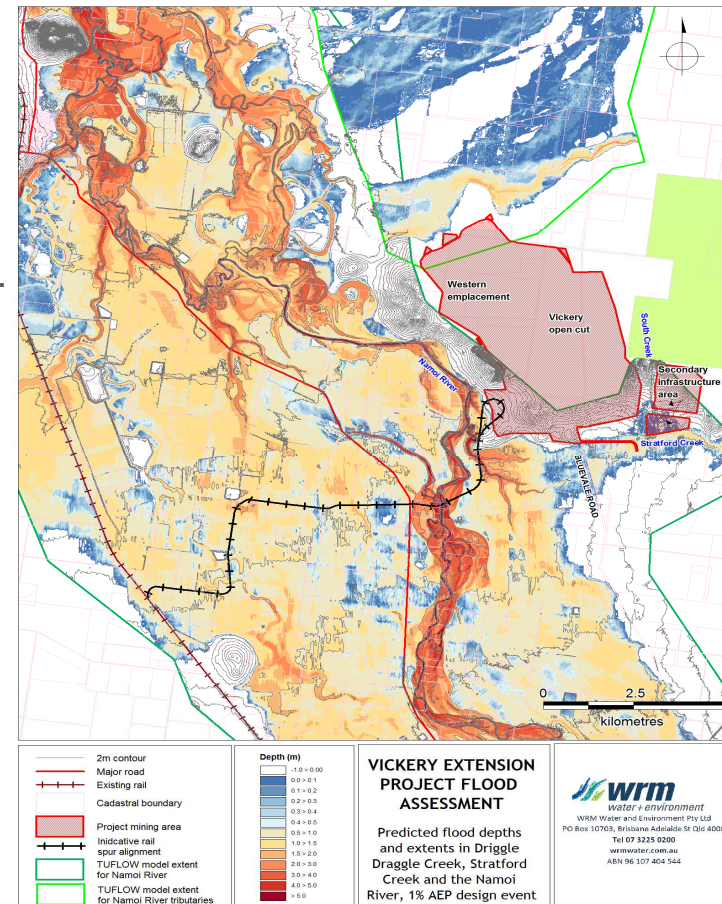 Western
emplacement
Vickery
open cut
South Creek
Secondary
infrastructure
area
Namoi River
Stratford Creek
BLUEVALE ROAD
0 2.5
kilometres
2m contour
Major road
Existing rail
Cadastral boundary
Project mining area
Inidcative rail
spur alignment
TUFLOW model extent
for Namoi River
TUFLOW model extent
for Namoi River tributaries
Depth (m)
-1.0 > 0.00
0.0 > 0.1
0.1 > 0.2
0.2 > 0.3
0.3 > 0.4
0.4 > 0.5
0.5 > 1.0
1.0 > 1.5
1.5 > 2.0
2.0 > 3.0
3.0 > 4.0
4.0 > 5.0
> 5.0
VICKERY EXTENSION
PROJECT FLOOD
ASSESSMENT
Predicted flood depths
and extents in Driggle
Draggle Creek, Stratford
Creek and the Namoi
River, 1% AEP design event
wrm
water + environment
WRM Water and Environment Pty Ltd
PO Box 10703, Brisbane Adelaide St Qld 4000
Tel 07 3225 0200
wrmwater.com.au
ABN 96 107 404 544